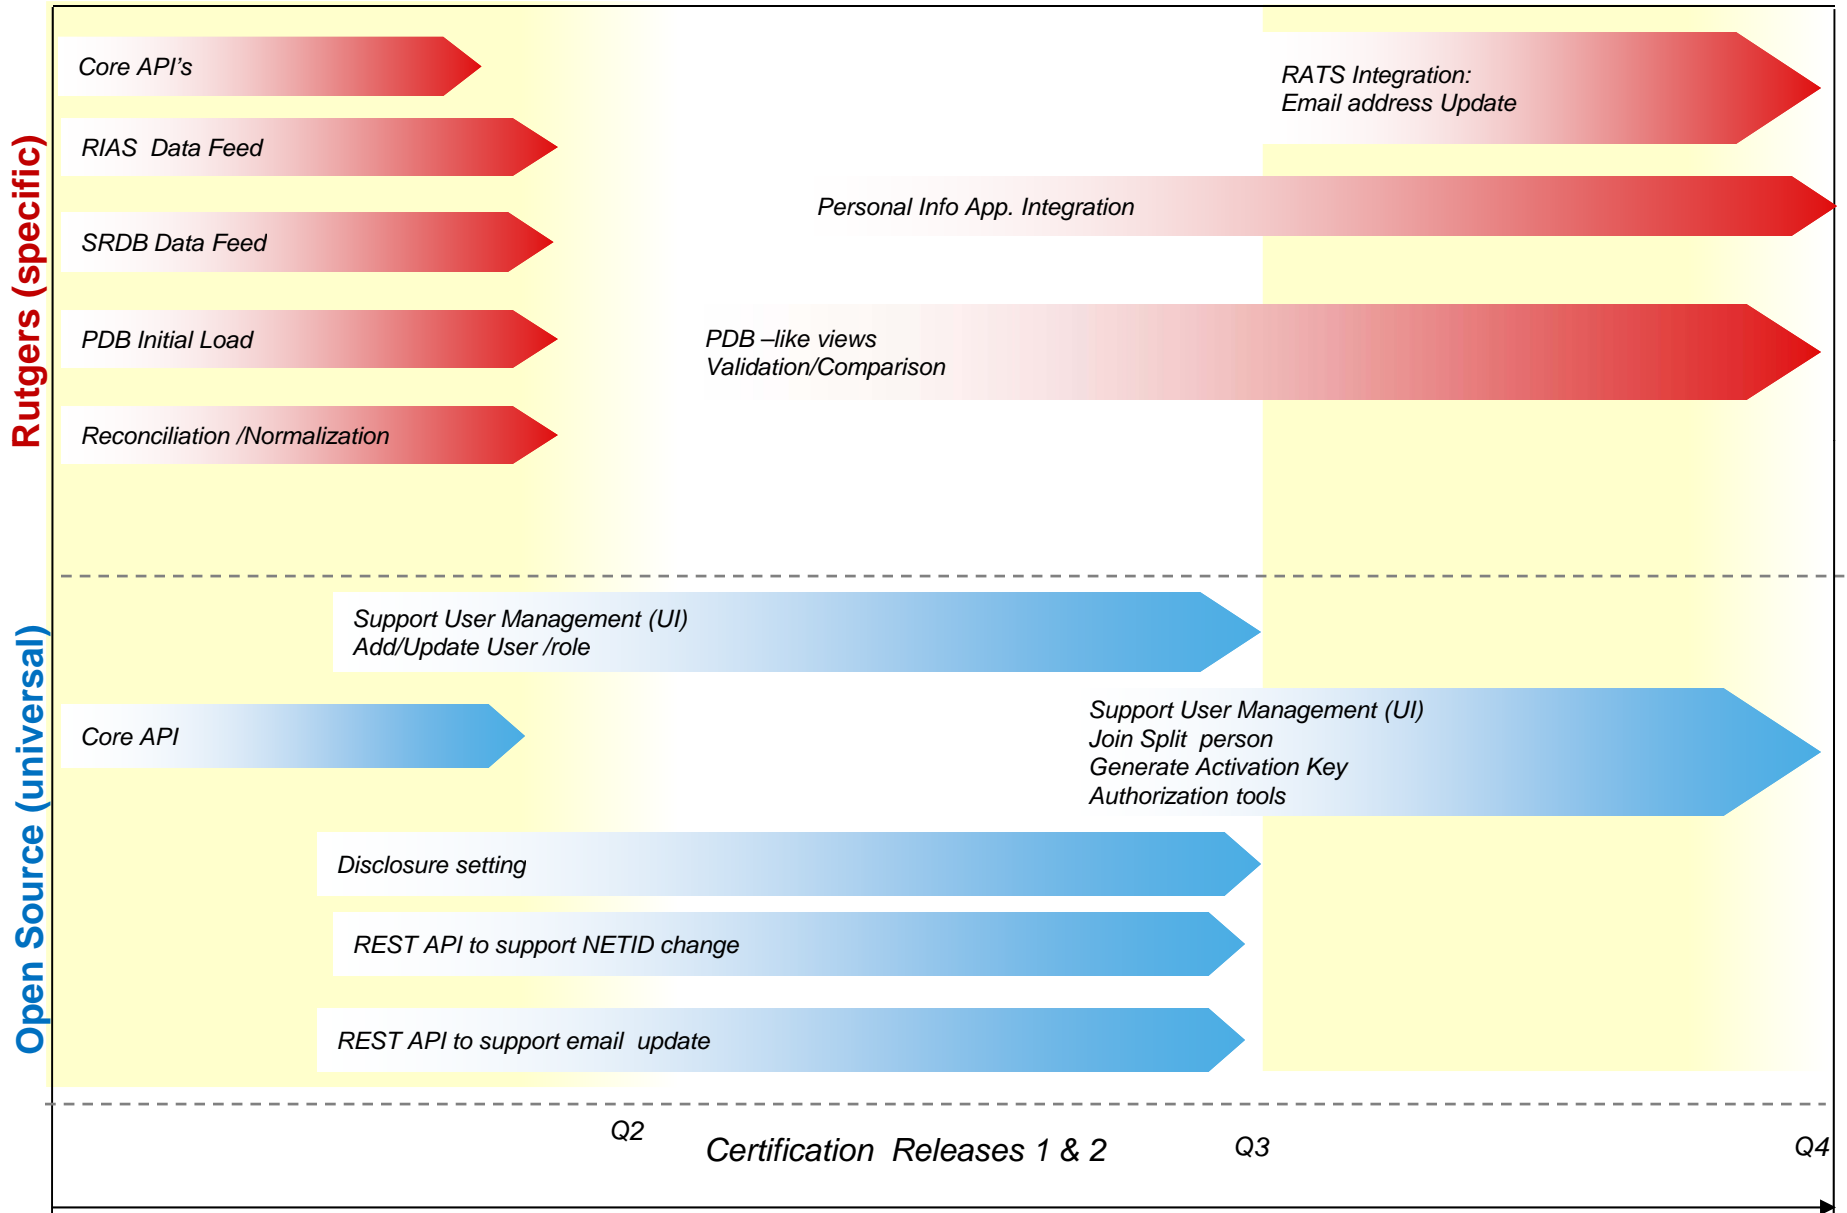 Rutgers (specific)
Core API’s
RIAS  Data Feed
SRDB Data Feed
PDB Initial Load
Reconciliation /Normalization
RATS Integration:
Email address Update
Personal Info App. Integration
PDB –like views
Validation/Comparison
Open Source (universal)
Support User Management (UI)
Add/Update User /role
Core API
Support User Management (UI)
Join Split  person
Generate Activation Key
Authorization tools
Disclosure setting
REST API to support NETID change
REST API to support email  update
Q2
Certification  Releases 1 & 2
Q3
Q4